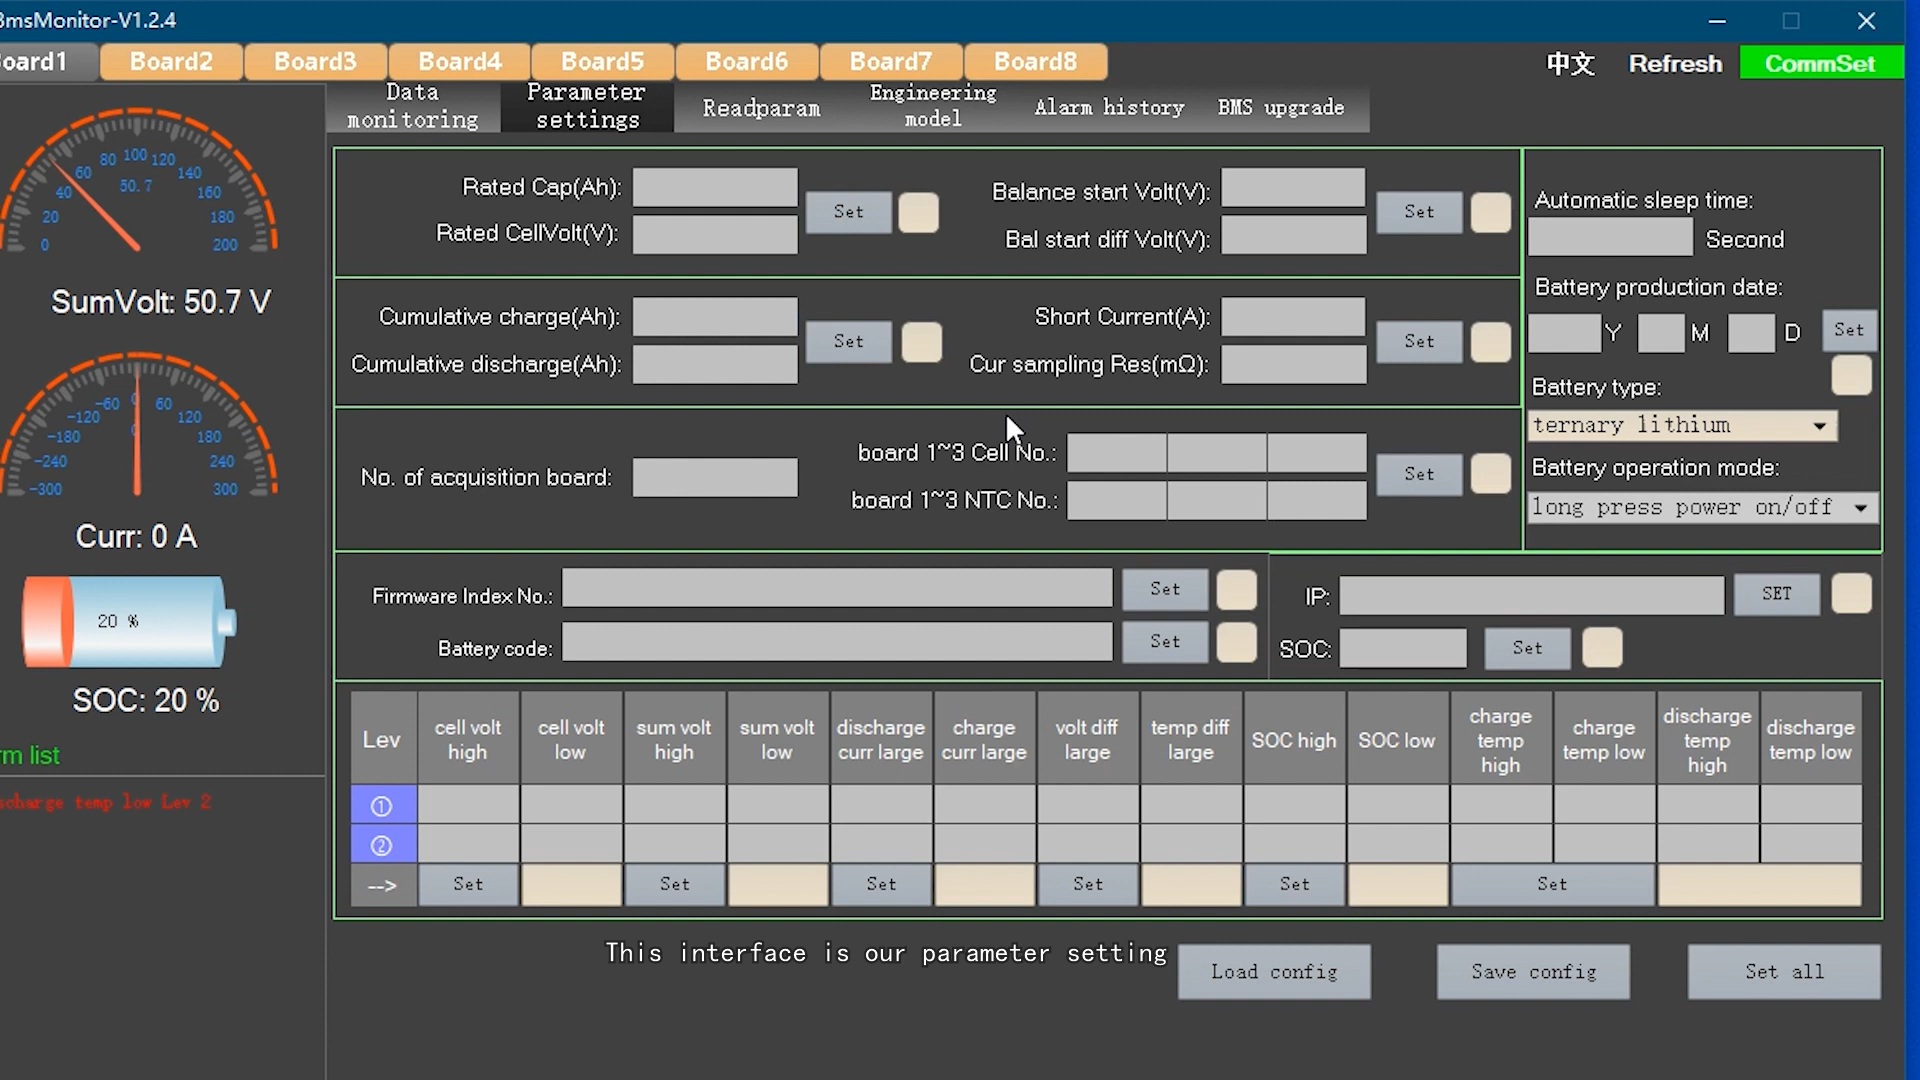 BmsMonitor-V1.2.4
Board1 Board2 Board3 Board4 Board5 Board6 Board7 Board8
中文 Refresh CommSet
Data monitoring
Parameter settings
Readparam
Engineering model
Alarm history
BMS upgrade
0 20 40 60 80 100 120 140 160 180 200
50.7
SumVolt: 50.7 V
-300 -240 -180 -120 -60 0 60 120 180 240 300
0
Curr: 0 A
20 %
SOC: 20 %
rm list
scharge temp low Lev 2
Rated Cap(Ah):
Rated CellVolt(V):
Set
Balance start Volt(V):
Bal start diff Volt(V):
Set
Cumulative charge(Ah):
Cumulative discharge(Ah):
Set
Short Current(A):
Cur sampling Res(mΩ):
Set
No. of acquisition board:
board 1~3 Cell No.:
board 1~3 NTC No.:
Set
Automatic sleep time:
Second
Battery production date:
Y M D Set
Battery type:
ternary lithium
Battery operation mode:
long press power on/off
Firmware Index No.: Set
Battery code: Set
IP: SET
SOC: Set
Lev
cell volt high
cell volt low
sum volt high
sum volt low
discharge curr large
charge curr large
volt diff large
temp diff large
SOC high
SOC low
charge temp high
charge temp low
discharge temp high
discharge temp low
①
②
--> Set Set Set Set Set Set
This interface is our parameter setting
Load config Save config Set all